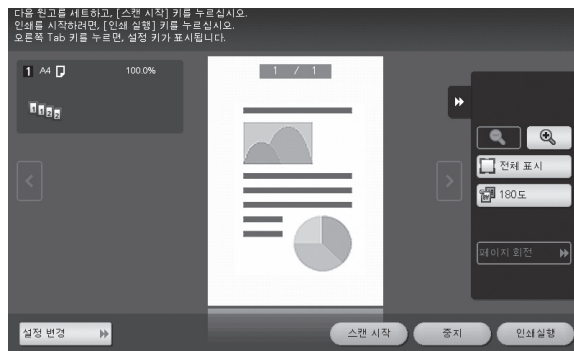 다음 원고를 세트하고, [스캔 시작] 키를 누르십시오.
인쇄를 시작하려면, [인쇄 실행] 키를 누르십시오.
오른쪽 Tab 키를 누르면, 설정 키가 표시됩니다.
1 A4 100.0%
1 / 1
1 1 2 2
전체 표시
180도
페이지 회전
설정 변경
스캔 시작
중지
인쇄실행